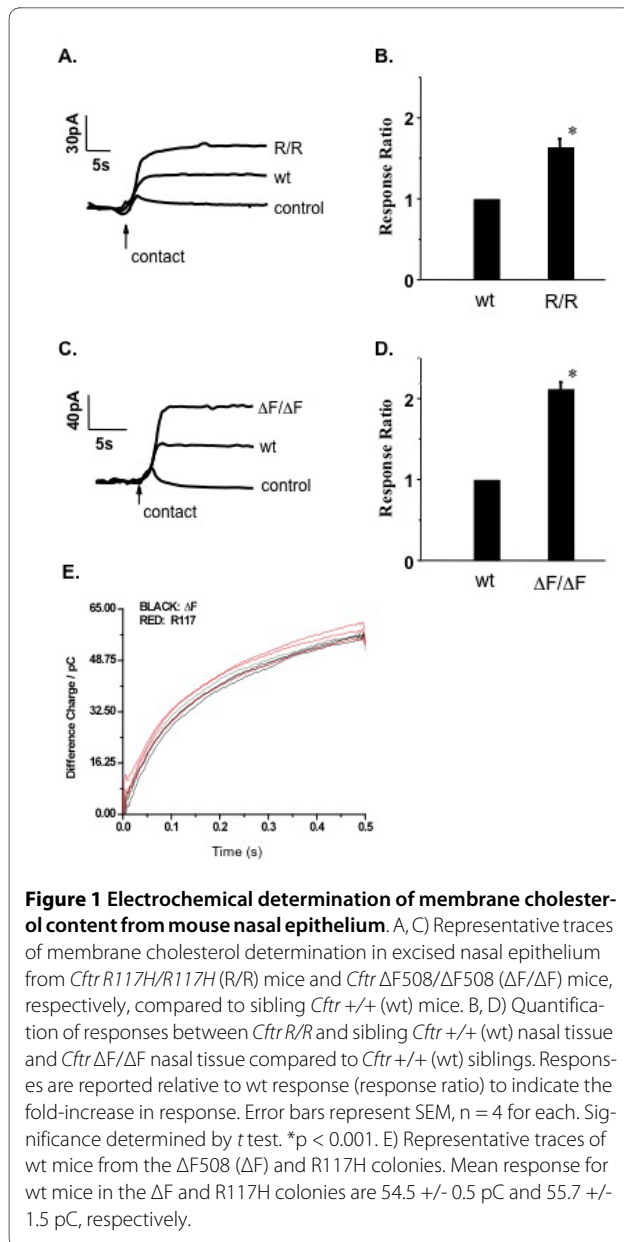 A.
30pA
5s
R/R
wt
control
contact
B.
Response Ratio
2
1
0
*
wt
R/R
C.
40pA
5s
ΔF/ΔF
wt
control
contact
D.
Response Ratio
2
1
0
*
wt
ΔF/ΔF
E.
BLACK: ΔF
RED: R117
Difference Charge / pC
65.00
48.75
32.50
16.25
0.00
0.0 0.1 0.2 0.3 0.4 0.5
Time (s)
Figure 1 Electrochemical determination of membrane cholester-
ol content from mouse nasal epithelium. A, C) Representative traces
of membrane cholesterol determination in excised nasal epithelium
from Cftr R117H/R117H (R/R) mice and Cftr ΔF508/ΔF508 (ΔF/ΔF) mice,
respectively, compared to sibling Cftr +/+ (wt) mice. B, D) Quantifica-
tion of responses between Cftr R/R and sibling Cftr +/+ (wt) nasal tissue
and Cftr ΔF/ΔF nasal tissue compared to Cftr +/+ (wt) siblings. Respons-
es are reported relative to wt response (response ratio) to indicate the
fold-increase in response. Error bars represent SEM, n = 4 for each. Sig-
nificance determined by t test. *p < 0.001. E) Representative traces of
wt mice from the ΔF508 (ΔF) and R117H colonies. Mean response for
wt mice in the ΔF and R117H colonies are 54.5 +/- 0.5 pC and 55.7 +/-
1.5 pC, respectively.